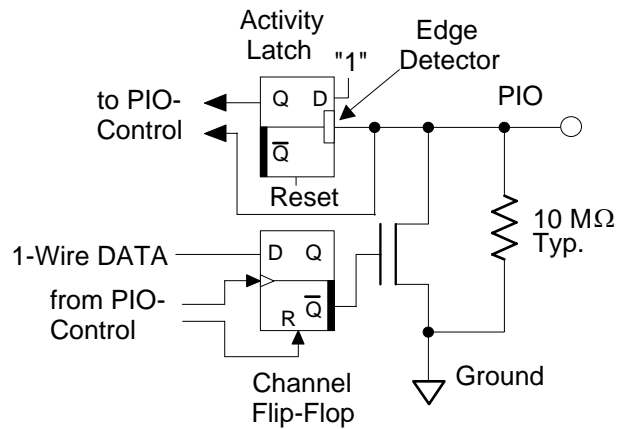 Activity
Latch
"1"
Edge
Detector
to PIO-
Control
Q
D
PIO
Q̅
Reset
10 MΩ
Typ.
1-Wire DATA
D
Q
from PIO-
Control
R
Q̅
Channel
Flip-Flop
Ground